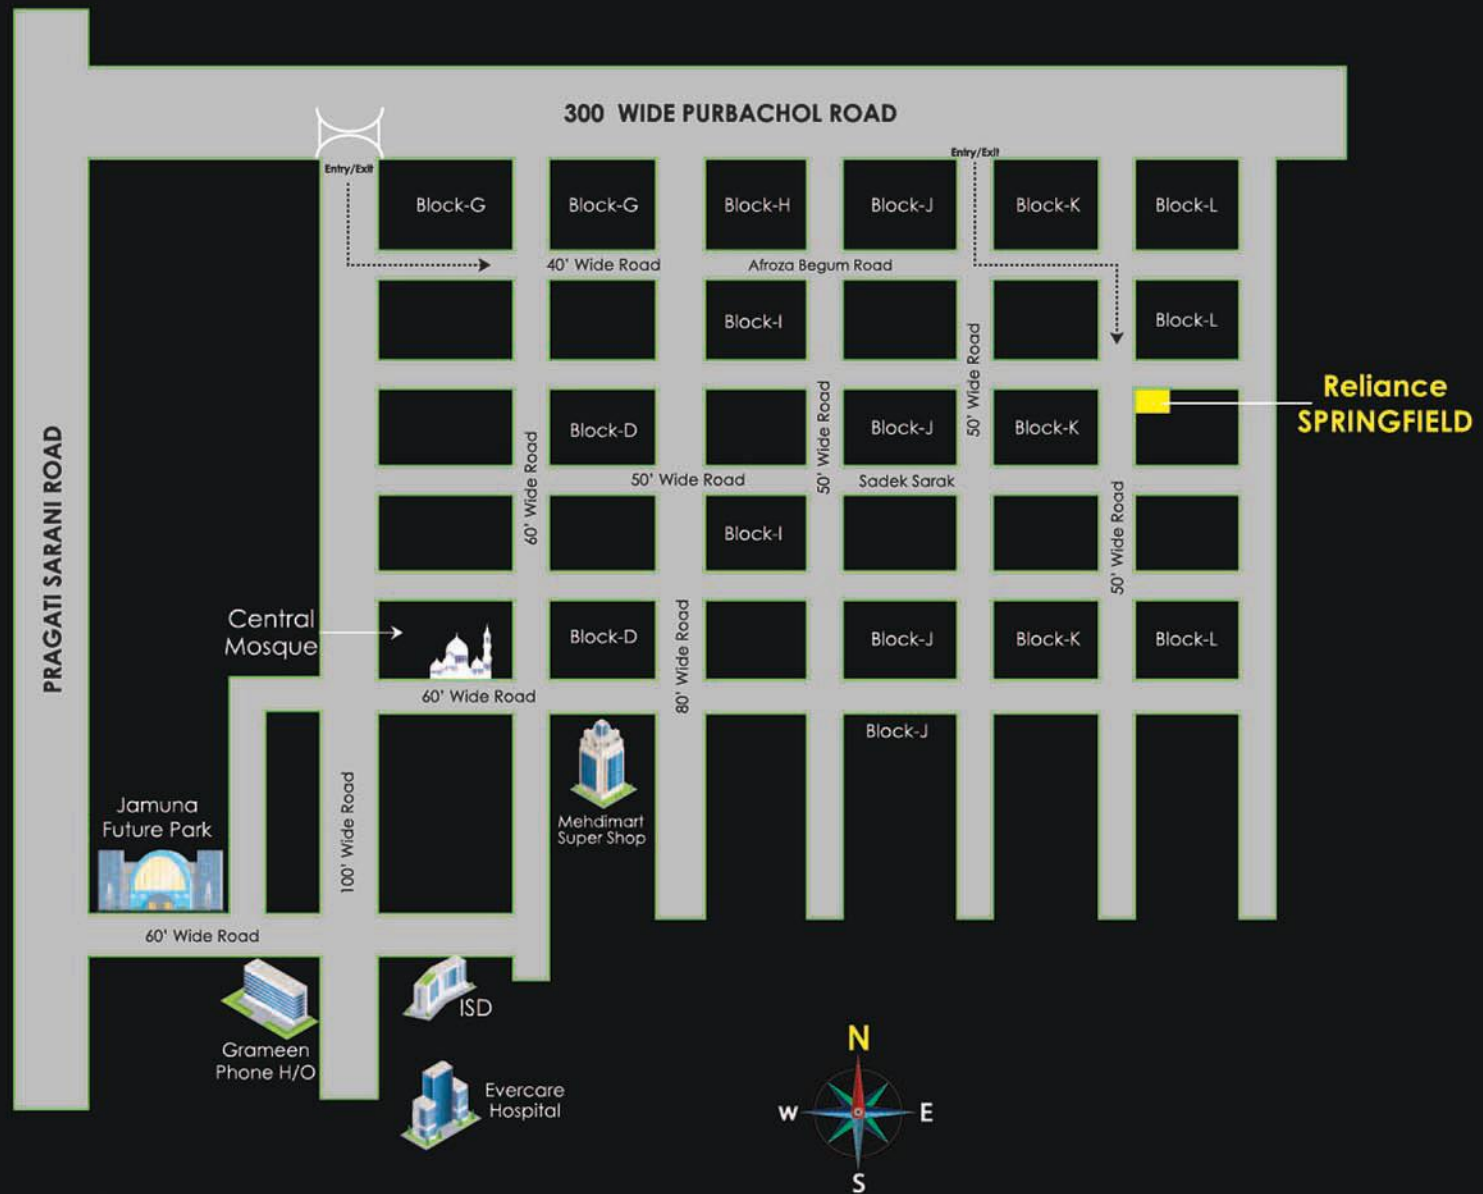 300 WIDE PURBACHOL ROAD
Entry/Exit
Entry/Exit
Block-G
Block-G
Block-H
Block-J
Block-K
Block-L
40' Wide Road
Afroza Begum Road
Block-I
Block-L
50' Wide Road
Reliance
SPRINGFIELD
50' Wide Road
Block-D
Block-J
Block-K
60' Wide Road
PRAGATI SARANI ROAD
50' Wide Road
Sadek Sarak
50' Wide Road
Block-I
Central
Mosque
Block-D
80' Wide Road
Block-J
Block-K
Block-L
60' Wide Road
Block-J
Jamuna
Future Park
100' Wide Road
Mehdimart
Super Shop
60' Wide Road
ISD
Grameen
Phone H/O
Evercare
Hospital
N
W
E
S